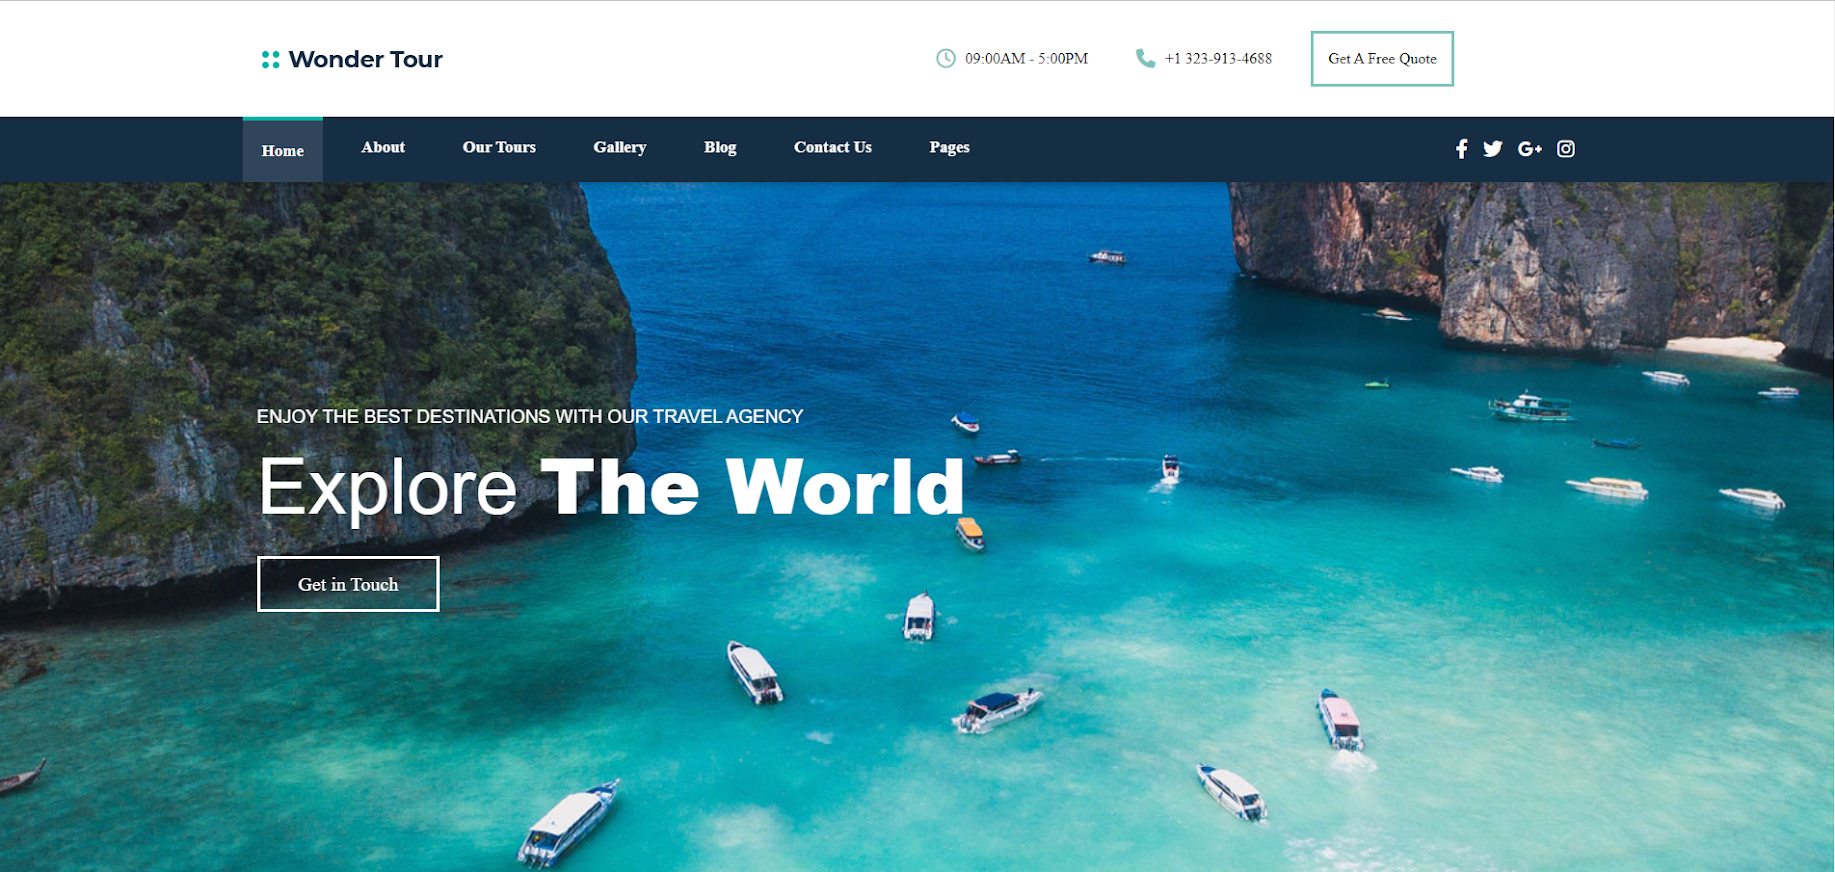 Wonder Tour
09:00AM - 5:00PM
+1 323-913-4688
Get A Free Quote
Home
About
Our Tours
Gallery
Blog
Contact Us
Pages
G+
ENJOY THE BEST DESTINATIONS WITH OUR TRAVEL AGENCY
Explore The World
Get in Touch